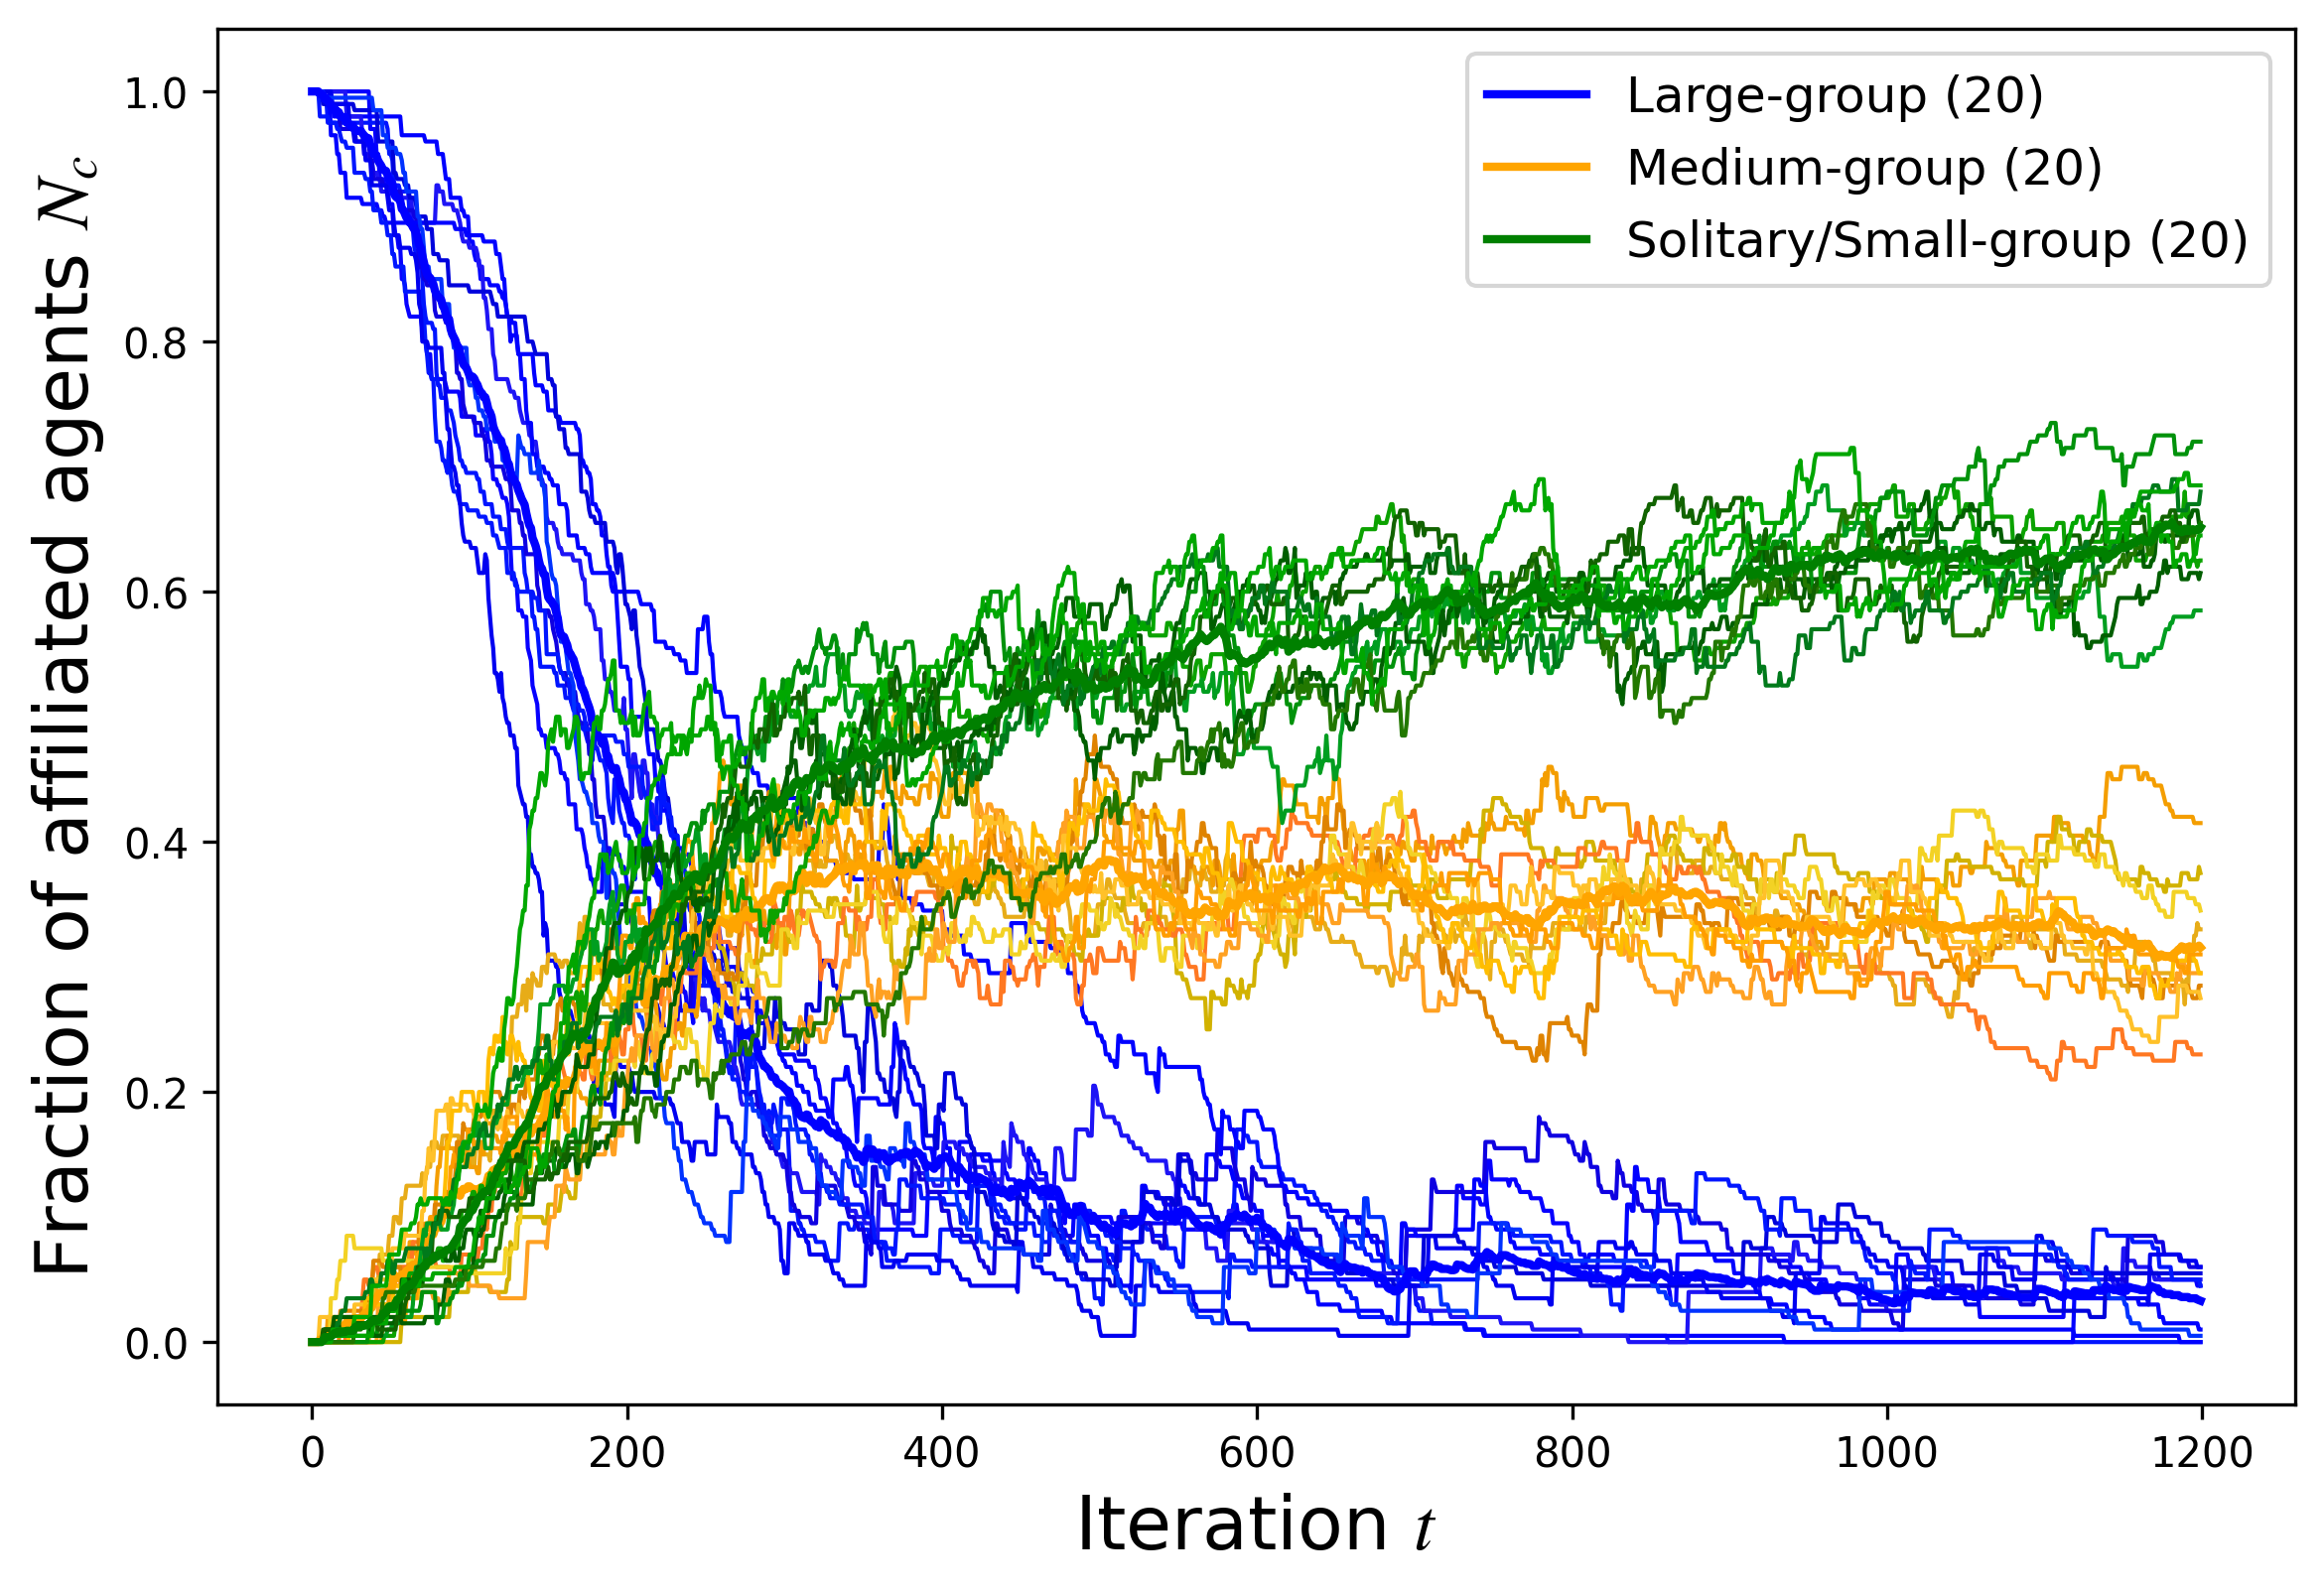 Large-group (20)
Medium-group (20)
Solitary/Small-group (20)
Fraction of affiliated agents N_c
1.0
0.8
0.6
0.4
0.2
0.0
0 200 400 600 800 1000 1200
Iteration t